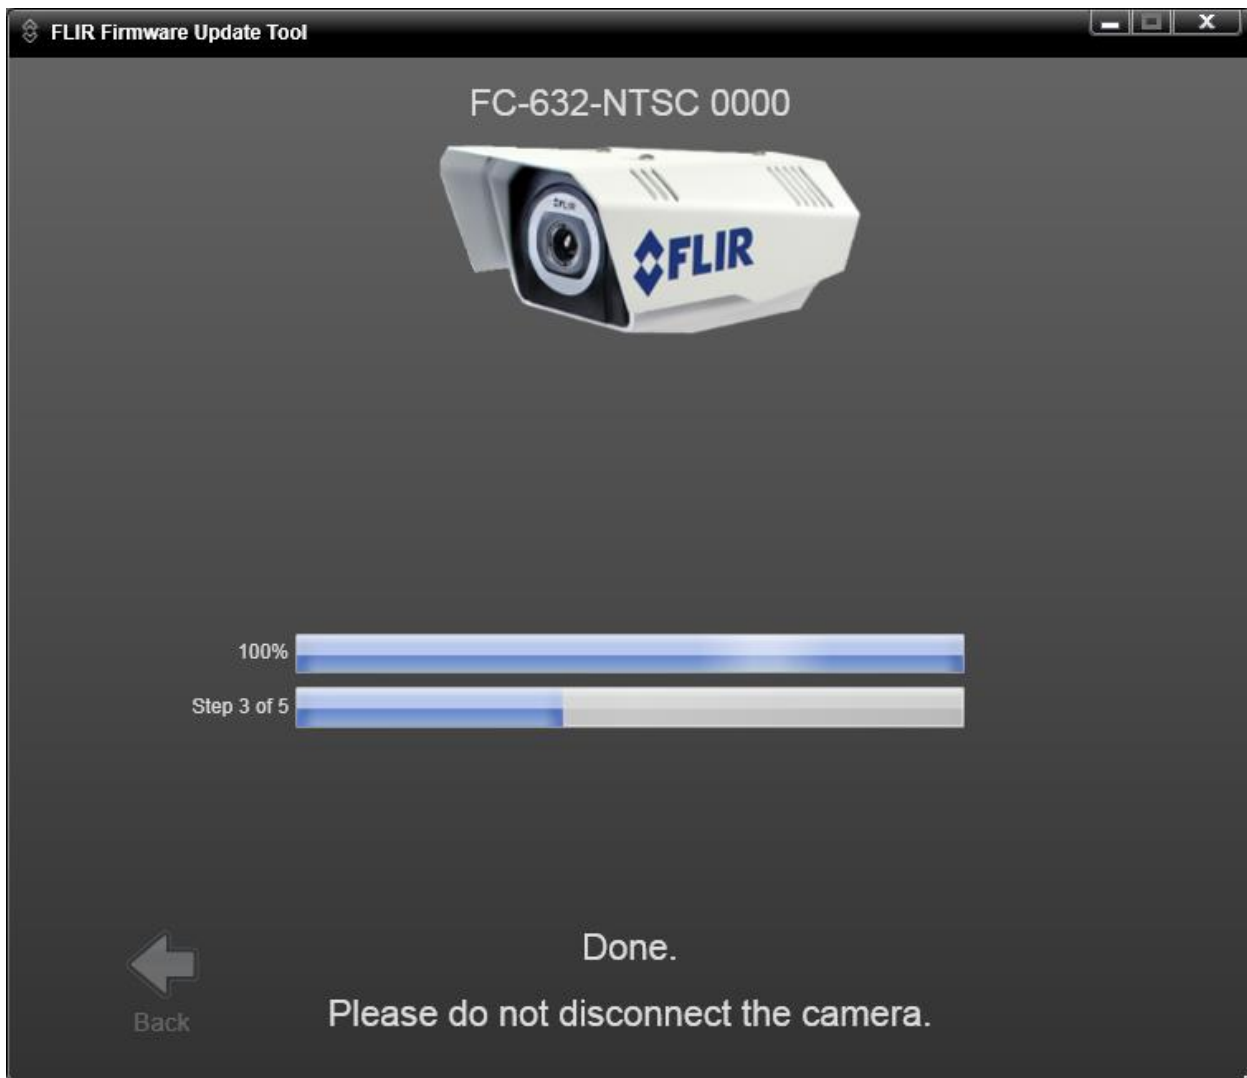 FLIR Firmware Update Tool
X
FC-632-NTSC 0000
FLIR
FLIR
100%
Step 3 of 5
Done.
Back
Please do not disconnect the camera.